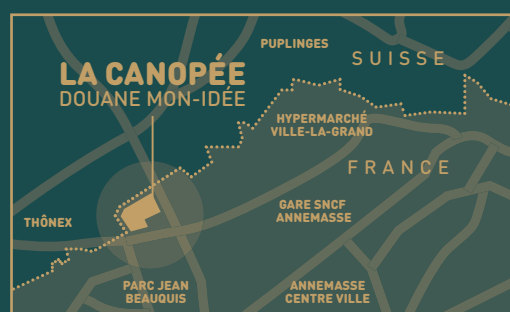 PUPLINGES
SUISSE
LA CANOPÉE
DOUANE MON-IDÉE
HYPERMARCHÉ
VILLE-LA-GRAND
FRANCE
GARE SNCF
ANNEMASSE
THÔNEX
PARC JEAN
BEAUQUIS
ANNEMASSE
CENTRE VILLE